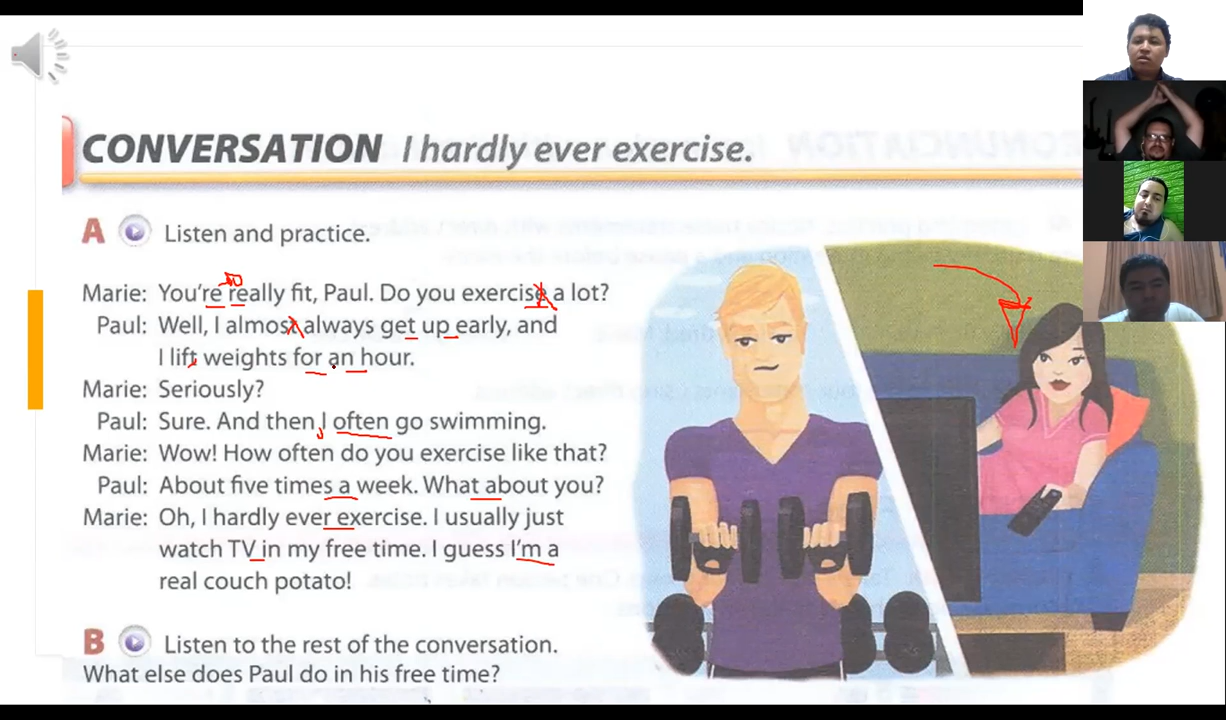 CONVERSATION I hardly ever exercise.
A Listen and practice.
Marie: You're really fit, Paul. Do you exercise a lot?
Paul: Well, I almost always get up early, and
I lift weights for an hour.
Marie: Seriously?
Paul: Sure. And then I often go swimming.
Marie: Wow! How often do you exercise like that?
Paul: About five times a week. What about you?
Marie: Oh, I hardly ever exercise. I usually just
watch TV in my free time. I guess I'm a
real couch potato!
B Listen to the rest of the conversation.
What else does Paul do in his free time?